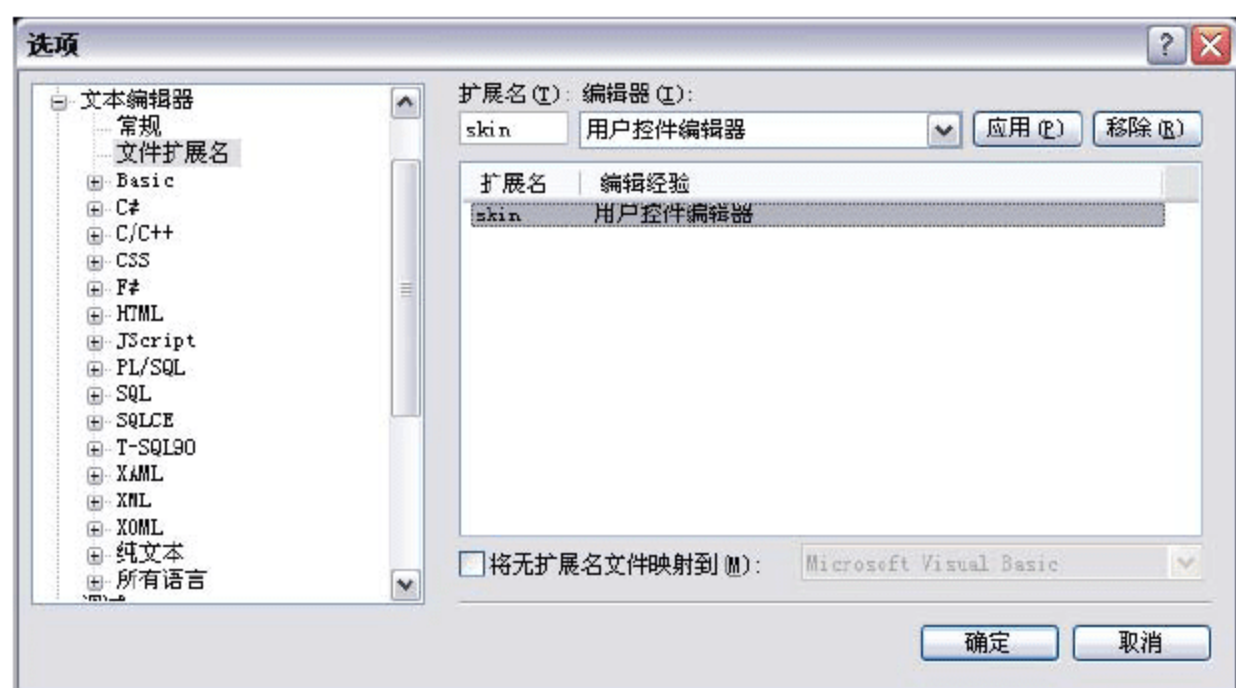 选项
文本编辑器
常规
文件扩展名
Basic
C#
C/C++
CSS
F#
HTML
JScript
PL/SQL
SQL
SQLCE
T-SQL90
XAML
XML
XOML
纯文本
所有语言
调试
扩展名(T): 编辑器(I):
skin 用户控件编辑器 应用(P) 移除(R)
扩展名 编辑经验
skin 用户控件编辑器
将无扩展名文件映射到(M): Microsoft Visual Basic
确定 取消